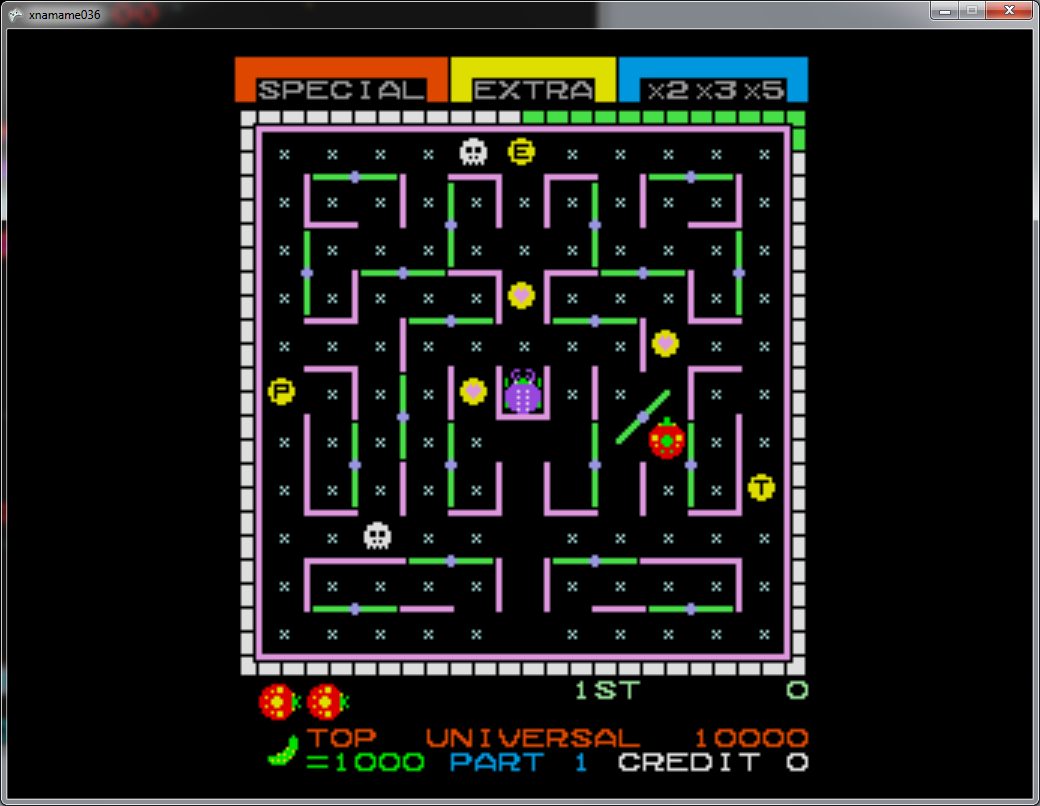 xnamame036
SPECIAL EXTRA x2 x3 x5
E
P
T
1ST 0
TOP UNIVERSAL 10000
=1000 PART 1 CREDIT 0